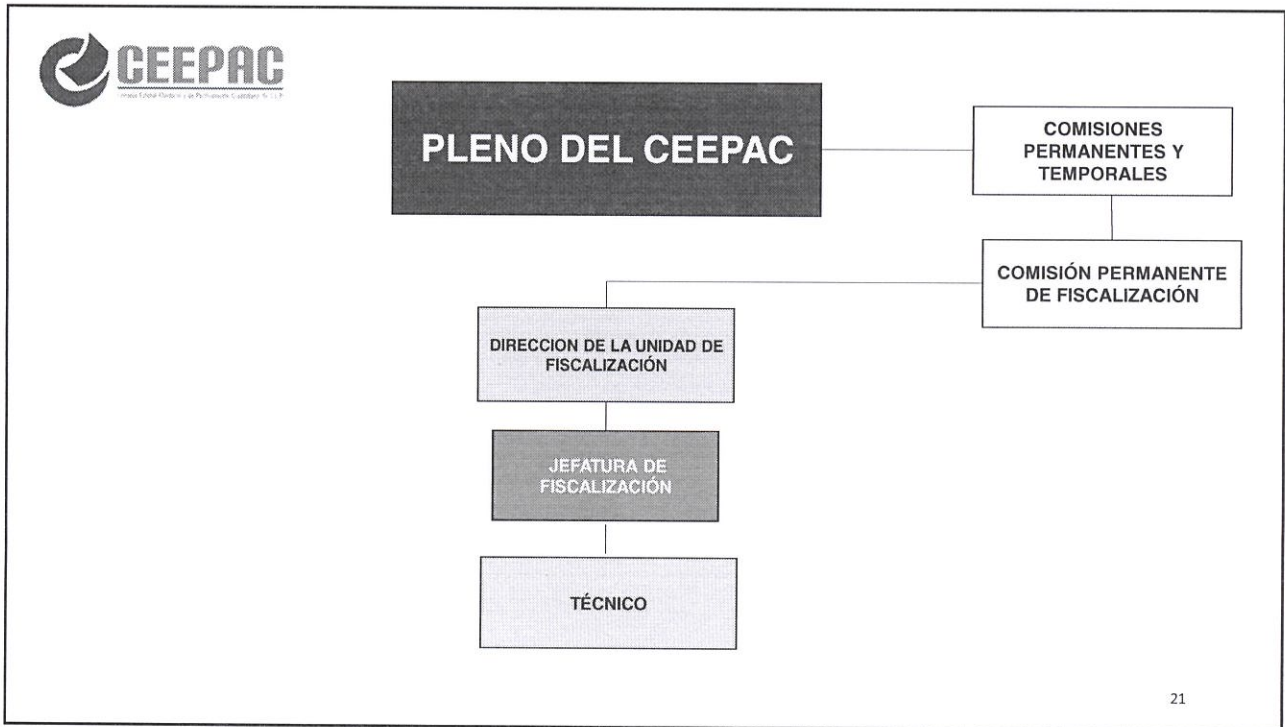 CEEPAC
PLENO DEL CEEPAC
COMISIONES
PERMANENTES Y
TEMPORALES
COMISIÓN PERMANENTE
DE FISCALIZACIÓN
DIRECCION DE LA UNIDAD DE
FISCALIZACIÓN
JEFATURA DE
FISCALIZACIÓN
TÉCNICO
21